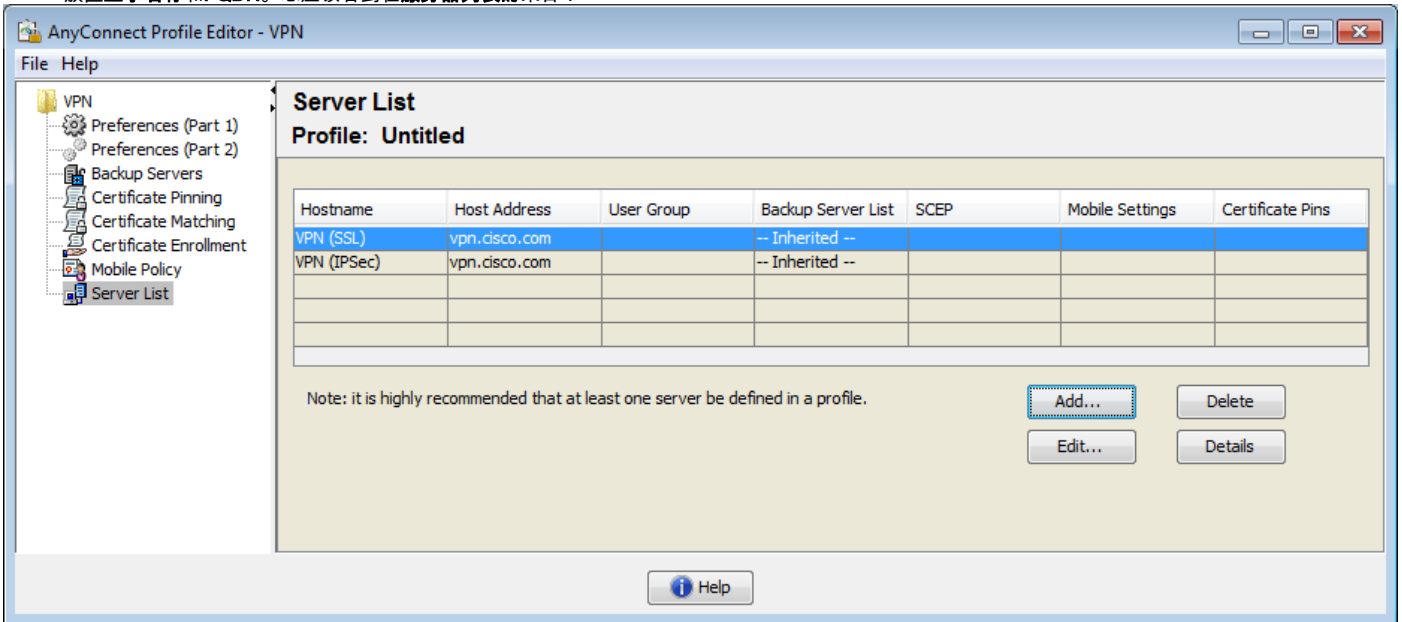 AnyConnect Profile Editor - VPN
File Help
VPN
Preferences (Part 1)
Preferences (Part 2)
Backup Servers
Certificate Pinning
Certificate Matching
Certificate Enrollment
Mobile Policy
Server List
Server List
Profile: Untitled
Hostname Host Address User Group Backup Server List SCEP Mobile Settings Certificate Pins
VPN (SSL) vpn.cisco.com -- Inherited --
VPN (IPSec) vpn.cisco.com -- Inherited --
Note: it is highly recommended that at least one server be defined in a profile.
Add... Delete
Edit... Details
Help